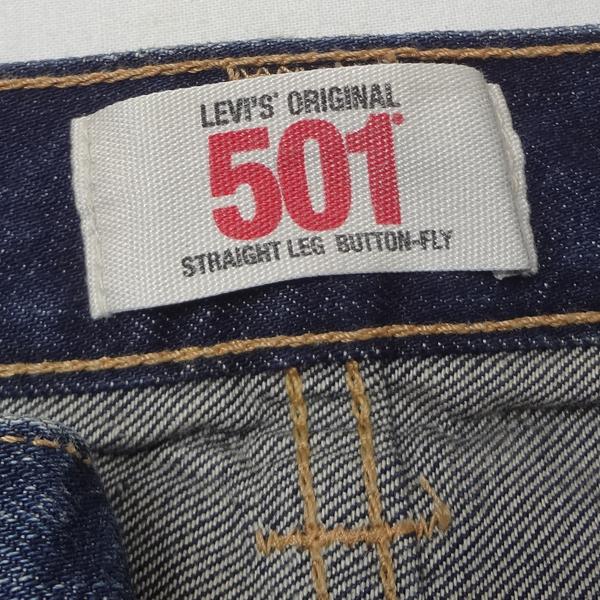 LEVI'S® ORIGINAL
501®
STRAIGHT LEG BUTTON-FLY